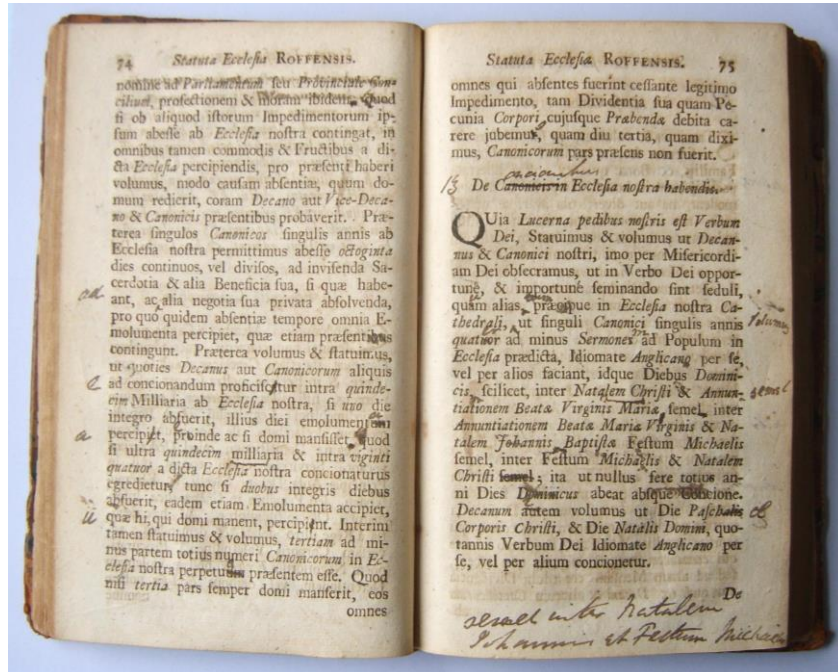 74 Statuta Ecclesiæ ROFFENSIS.
nomine ad Parliamentum seu Provinciale Con-
cilium, profectionem & moram ibidem. Quod
si ob aliquod istorum Impedimentorum ip-
sum abesse ab Ecclesia nostra contingat, in
omnibus tamen commodis & Fructibus a di-
cta Ecclesia percipiendis, pro præsenti haberi
volumus, modo causam absentiæ, quum do-
mum redierit, coram Decano aut Vice-Deca-
no & Canonicis præsentibus probaverit. Præ-
terea singulos Canonicos singulis annis ab
Ecclesia nostra permittimus abesse octoginta
dies continuos, vel divisos, ad invisenda Sa-
cerdotia & alia Beneficia sua, si quæ habe-
ad
ant, ac alia negotia sua privata absolvenda,
pro quo quidem absentiæ tempore omnia E-
molumenta percipiet, quæ etiam præsentibus
contingunt. Præterea volumus & statuimus,
ut quoties Decanus aut Canonicorum aliquis
ad concionandum proficiscitur intra quinde-
cim Milliaria ab Ecclesia nostra, si uno die
integro abfuerit, illius diei emolumentum
a
percipiet, proinde ac si domi mansisset, quod
si ultra quindecim milliaria & intra viginti
quatuor a dicta Ecclesia nostra concionaturus
egredietur, tunc si duobus integris diebus
abfuerit, eadem etiam Emolumenta accipiet,
ii
quæ hi, qui domi manent, percipint. Interim
tamen statuimus & volumus, tertiam ad mi-
nus partem totius numeri Canonicorum in Ec-
clesia nostra perpetuum præsentem esse. Quod
nisi tertia pars semper domi manserit, eos
omnes
Statuta Ecclesiæ ROFFENSIS. 75
omnes qui absentes fuerint cessante legitimo
Impedimento, tam Dividentia sua quam Pe-
cunia Corpori cujusque Præbendæ debita ca-
rere jubemus, quam diu tertia, quam dixi-
mus, Canonicorum pars præsens non fuerit.
13 De Canonicis in Ecclesia nostra habendis.
QUia Lucerna pedibus nostris est Verbum
Dei, Statuimus & volumus ut Decan-
nus & Canonici nostri, imo per Misericordi-
am Dei obsecramus, ut in Verbo Dei oppor-
tune, & importune seminando sint seduli,
quam alias, præcipue in Ecclesia nostra Ca-
thedrali, ut singuli Canonici singulis annis
quatuor ad minus Sermones ad Populum in
Ecclesia prædicta, Idiomate Anglicano per se,
vel per alios faciant, idque Diebus Domini-
cis, scilicet, inter Natalem Christi & Annun-
semel
tiationem Beatæ Virginis Mariæ, semel inter
Annuntiationem Beatæ Mariæ Virginis & Na-
talem Johannis Baptistæ Festum Michaelis
semel, inter Festum Michaelis & Natalem
Christi semel; ita ut nullus fere totius an-
ni Dies Dominicus abeat absque Concione.
Decanum autem volumus ut Die Paschalis
Corporis Christi, & Die Natalis Domini, quo-
tannis Verbum Dei Idiomate Anglicano per
se, vel per alium concionetur.
De
semel inter Natalem
Johannis et Festum